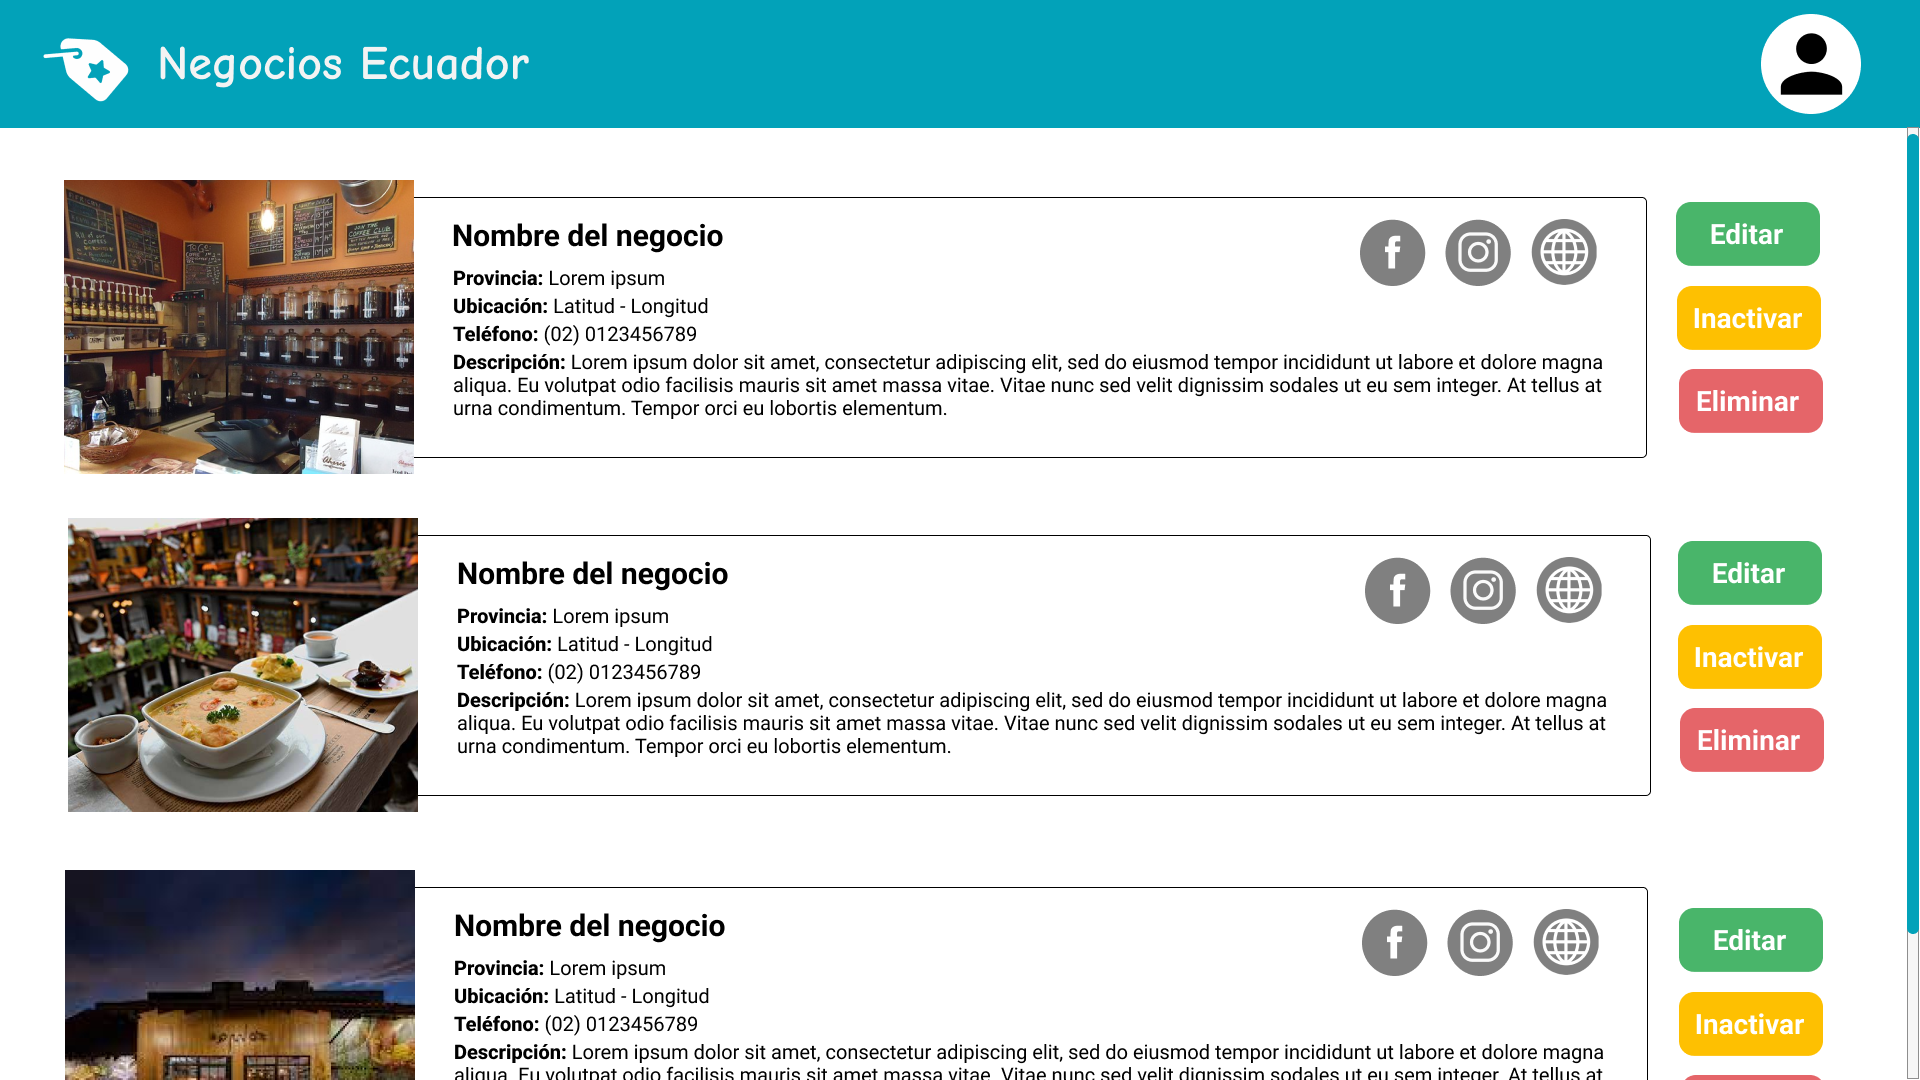 Negocios Ecuador
Nombre del negocio
Provincia: Lorem ipsum
Ubicación: Latitud - Longitud
Teléfono: (02) 0123456789
Descripción: Lorem ipsum dolor sit amet, consectetur adipiscing elit, sed do eiusmod tempor incididunt ut labore et dolore magna
aliqua. Eu volutpat odio facilisis mauris sit amet massa vitae. Vitae nunc sed velit dignissim sodales ut eu sem integer. At tellus at
urna condimentum. Tempor orci eu lobortis elementum.
Editar
Inactivar
Eliminar
Nombre del negocio
Provincia: Lorem ipsum
Ubicación: Latitud - Longitud
Teléfono: (02) 0123456789
Descripción: Lorem ipsum dolor sit amet, consectetur adipiscing elit, sed do eiusmod tempor incididunt ut labore et dolore magna
aliqua. Eu volutpat odio facilisis mauris sit amet massa vitae. Vitae nunc sed velit dignissim sodales ut eu sem integer. At tellus at
urna condimentum. Tempor orci eu lobortis elementum.
Editar
Inactivar
Eliminar
Nombre del negocio
Provincia: Lorem ipsum
Ubicación: Latitud - Longitud
Teléfono: (02) 0123456789
Descripción: Lorem ipsum dolor sit amet, consectetur adipiscing elit, sed do eiusmod tempor incididunt ut labore et dolore magna
aliqua. Eu volutpat odio facilisis mauris sit amet massa vitae. Vitae nunc sed velit dignissim sodales ut eu sem integer. At tellus at
Editar
Inactivar